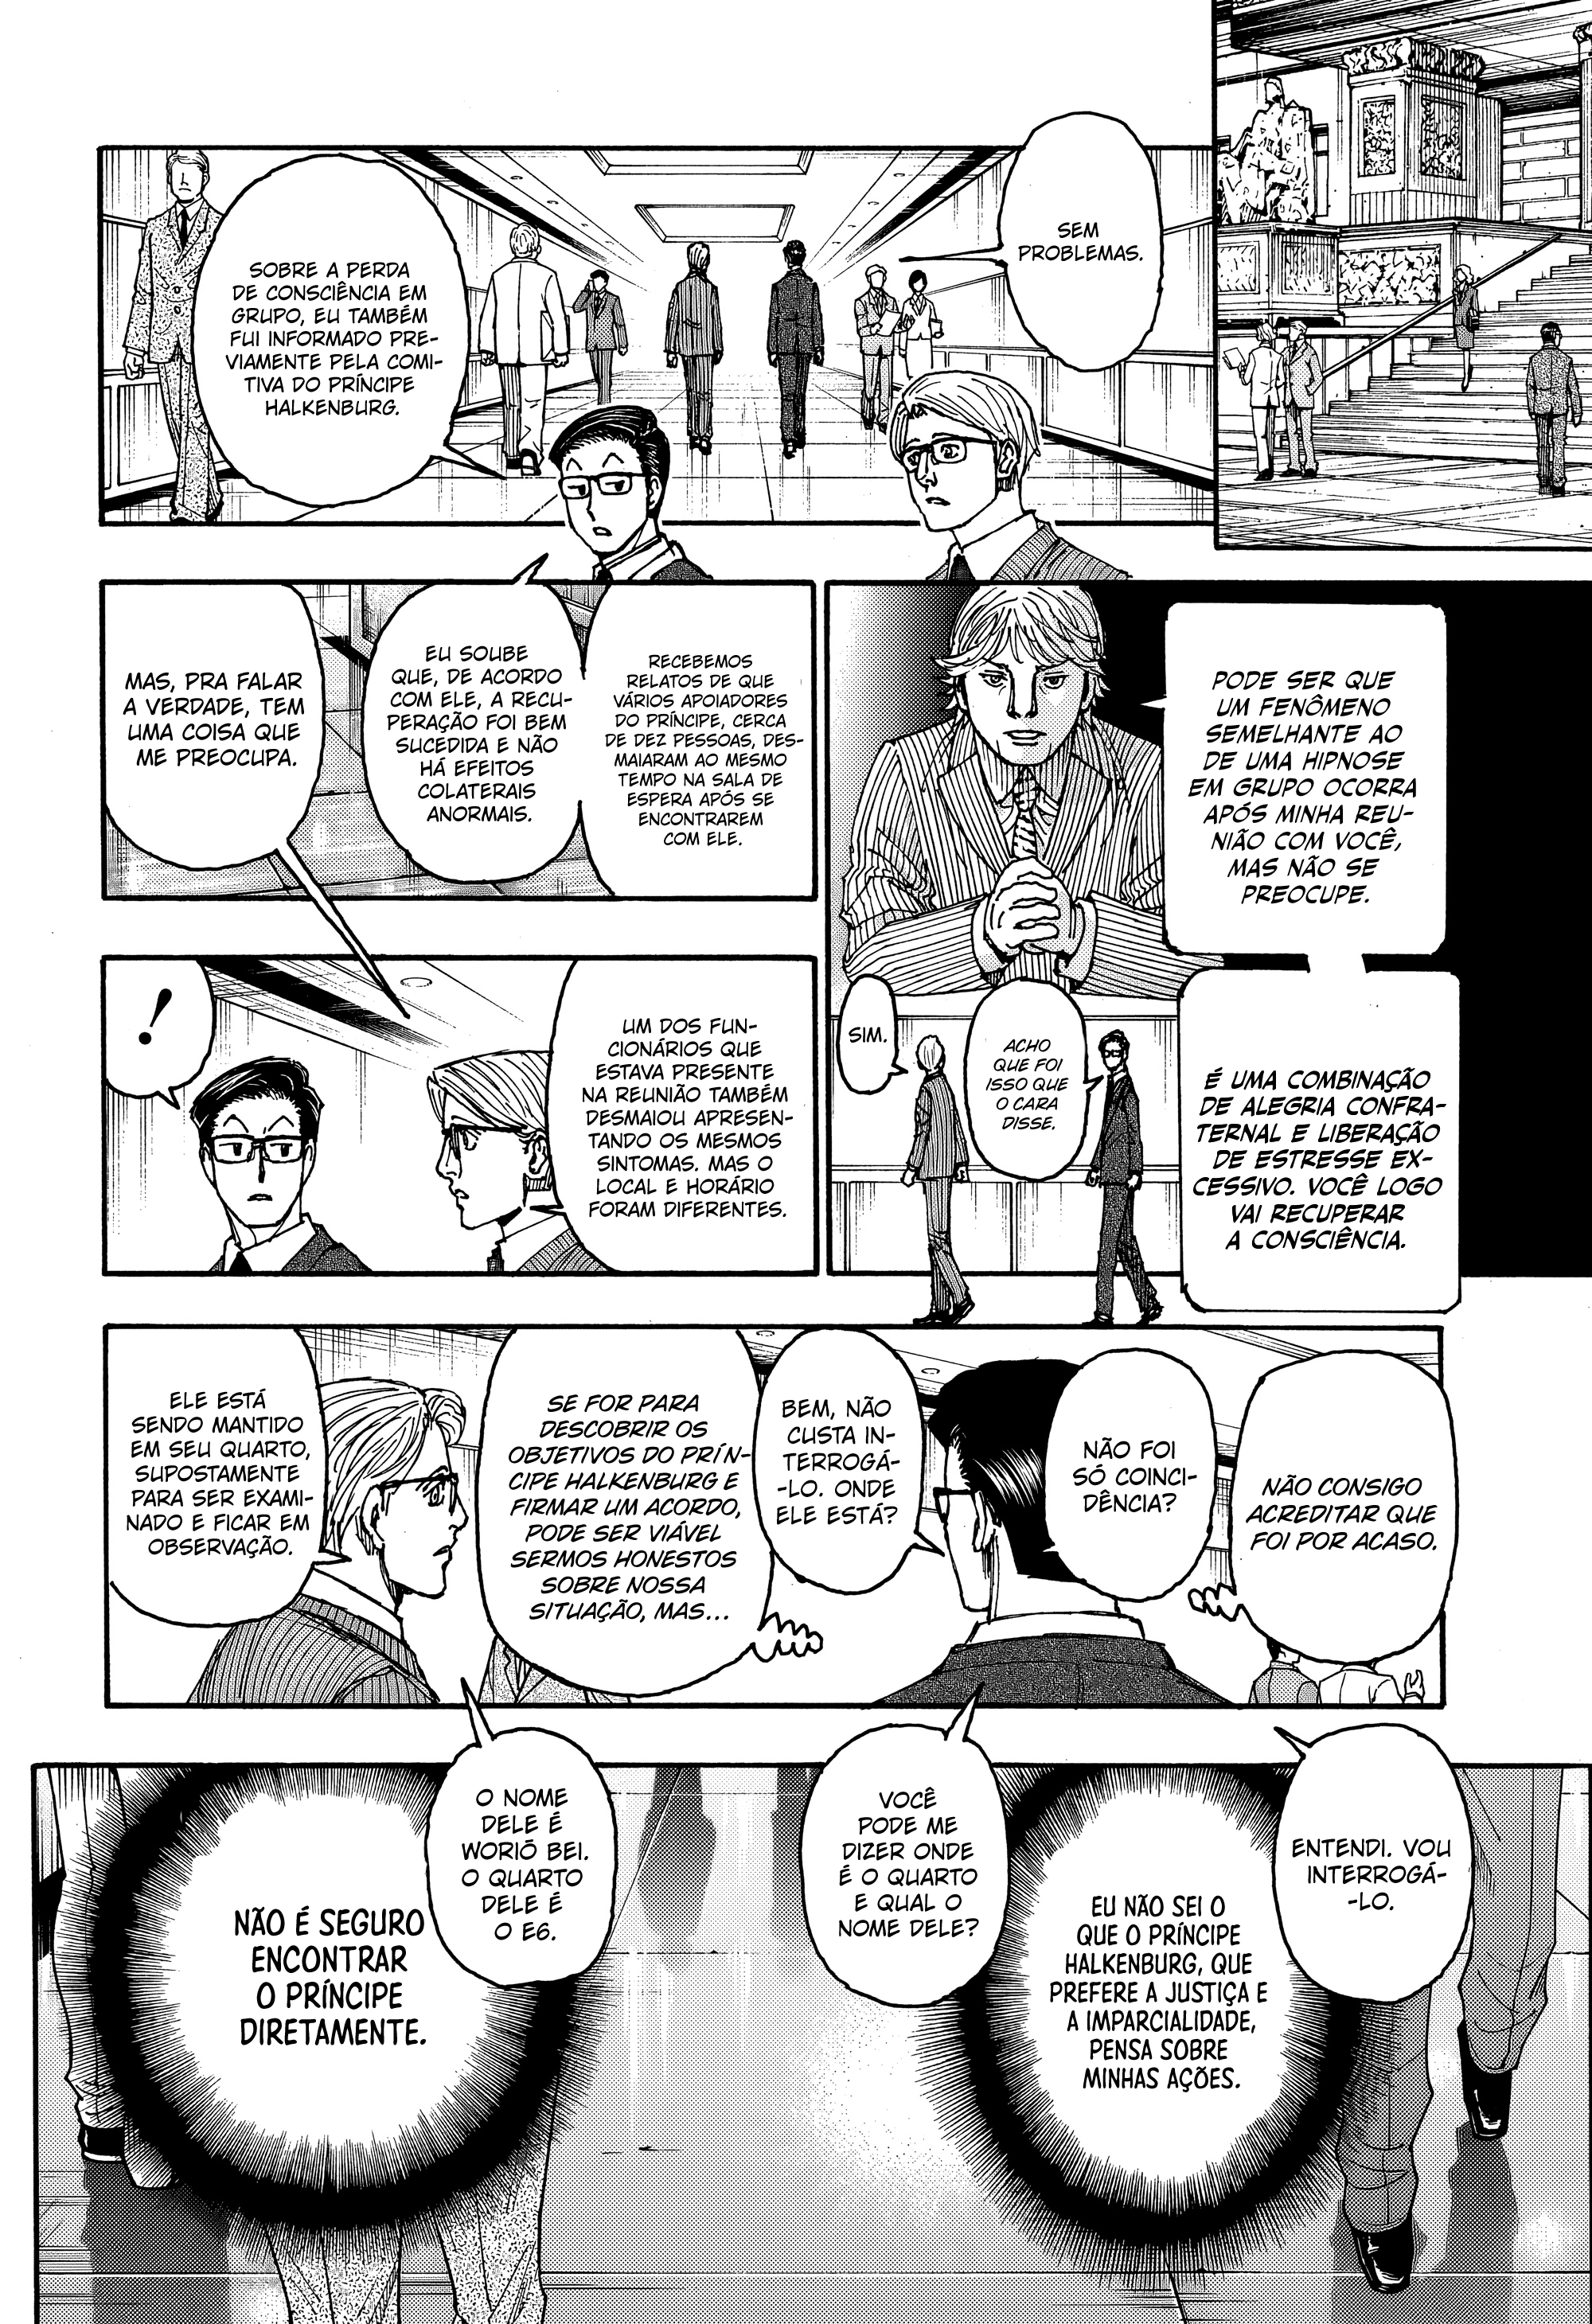 SEM
PROBLEMAS.
SOBRE A PERDA
DE CONSCIÊNCIA EM
GRUPO, EU TAMBÉM
FUI INFORMADO PRE-
VIAMENTE PELA COMI-
TIVA DO PRÍNCIPE
HALKENBURG.
PODE SER QUE
UM FENÔMENO
SEMELHANTE AO
DE UMA HIPNOSE
EM GRUPO OCORRA
APÓS MINHA REU-
NIÃO COM VOCÊ,
MAS NÃO SE
PREOCUPE.
É UMA COMBINAÇÃO
DE ALEGRIA CONFRA-
TERNAL E LIBERAÇÃO
DE ESTRESSE EX-
CESSIVO. VOCÊ LOGO
VAI RECUPERAR
A CONSCIÊNCIA.
ACHO
QUE FOI
ISSO QUE
O CARA
DISSE.
SIM.
RECEBEMOS
RELATOS DE QUE
VÁRIOS APOIADORES
DO PRÍNCIPE, CERCA
DE DEZ PESSOAS, DES-
MAIARAM AO MESMO
TEMPO NA SALA DE
ESPERA APÓS SE
ENCONTRAREM
COM ELE.
EU SOUBE
QUE, DE ACORDO
COM ELE, A RECU-
PERAÇÃO FOI BEM
SUCEDIDA E NÃO
HÁ EFEITOS
COLATERAIS
ANORMAIS.
MAS, PRA FALAR
A VERDADE, TEM
UMA COISA QUE
ME PREOCUPA.
UM DOS FUN-
CIONÁRIOS QUE
ESTAVA PRESENTE
NA REUNIÃO TAMBÉM
DESMAIOU APRESEN-
TANDO OS MESMOS
SINTOMAS. MAS O
LOCAL E HORÁRIO
FORAM DIFERENTES.
!
NÃO CONSIGO
ACREDITAR QUE
FOI POR ACASO.
NÃO FOI
SÓ COINCI-
DÊNCIA?
BEM, NÃO
CUSTA IN-
TERROGÁ-
-LO. ONDE
ELE ESTÁ?
SE FOR PARA
DESCOBRIR OS
OBJETIVOS DO PRÍN-
CIPE HALKENBURG E
FIRMAR UM ACORDO,
PODE SER VIÁVEL
SERMOS HONESTOS
SOBRE NOSSA
SITUAÇÃO, MAS...
ELE ESTÁ
SENDO MANTIDO
EM SEU QUARTO,
SUPOSTAMENTE
PARA SER EXAMI-
NADO E FICAR EM
OBSERVAÇÃO.
ENTENDI. VOU
INTERROGÁ-
-LO.
EU NÃO SEI O
QUE O PRÍNCIPE
HALKENBURG, QUE
PREFERE A JUSTIÇA E
A IMPARCIALIDADE,
PENSA SOBRE
MINHAS AÇÕES.
VOCÊ
PODE ME
DIZER ONDE
É O QUARTO
E QUAL O
NOME DELE?
O NOME
DELE É
WORIÓ BEI.
O QUARTO
DELE É
O E6.
NÃO É SEGURO
ENCONTRAR
O PRÍNCIPE
DIRETAMENTE.